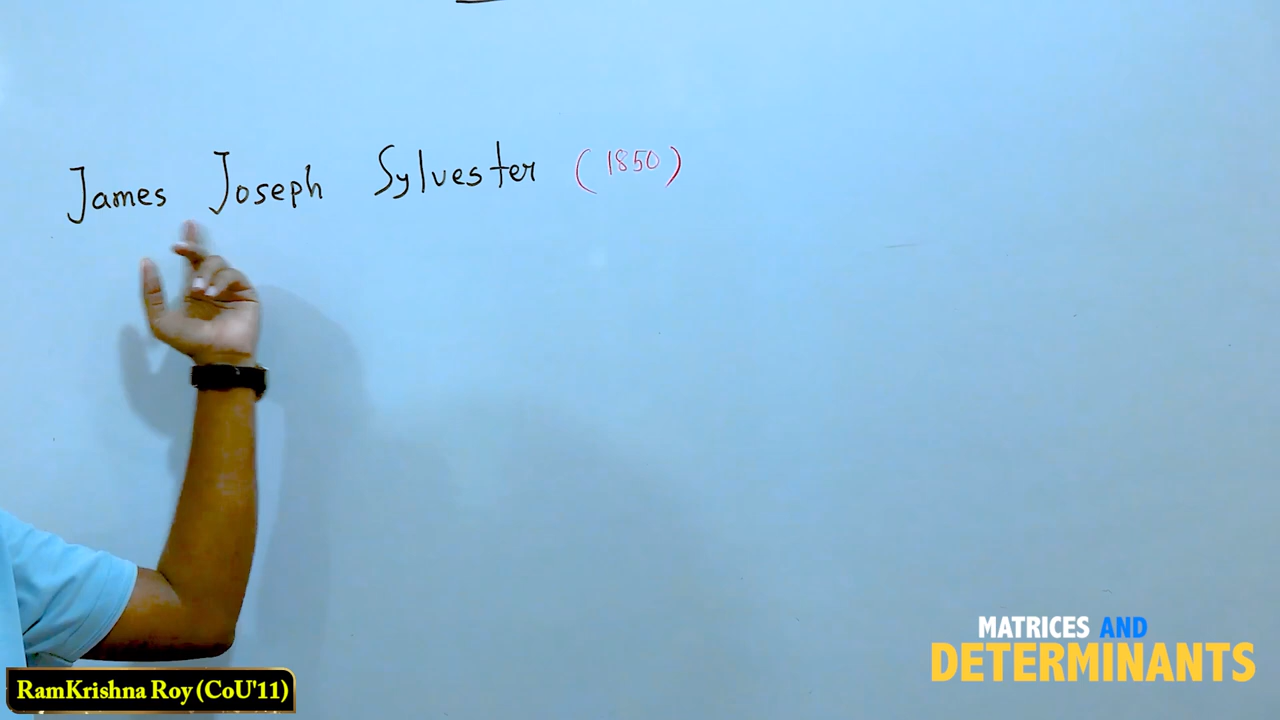 James Joseph Sylvester (1850)
MATRICES AND
DETERMINANTS
RamKrishna Roy (CoU'11)